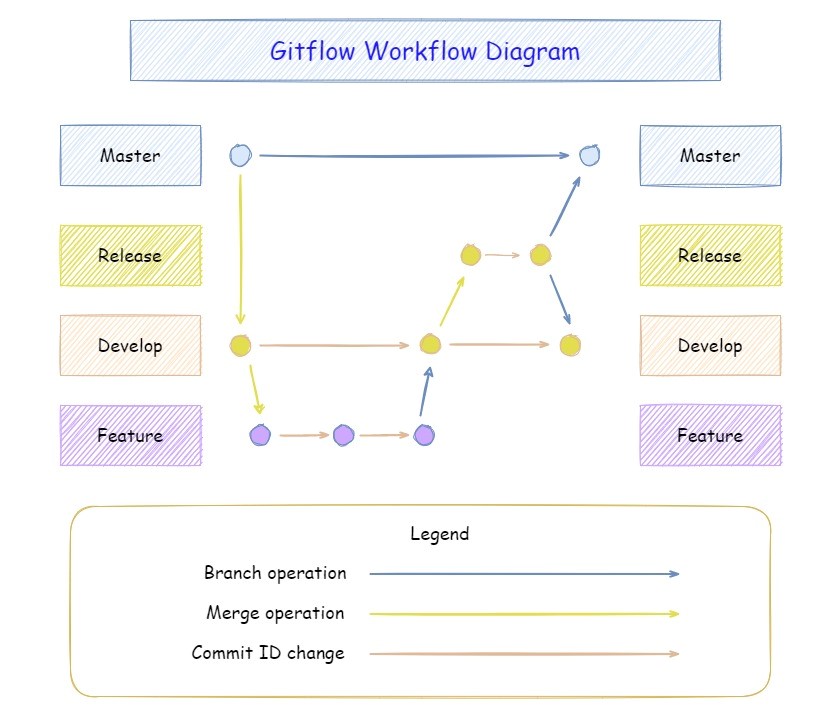 Gitflow Workflow Diagram
Master
Master
Release
Release
Develop
Develop
Feature
Feature
Legend
Branch operation
Merge operation
Commit ID change